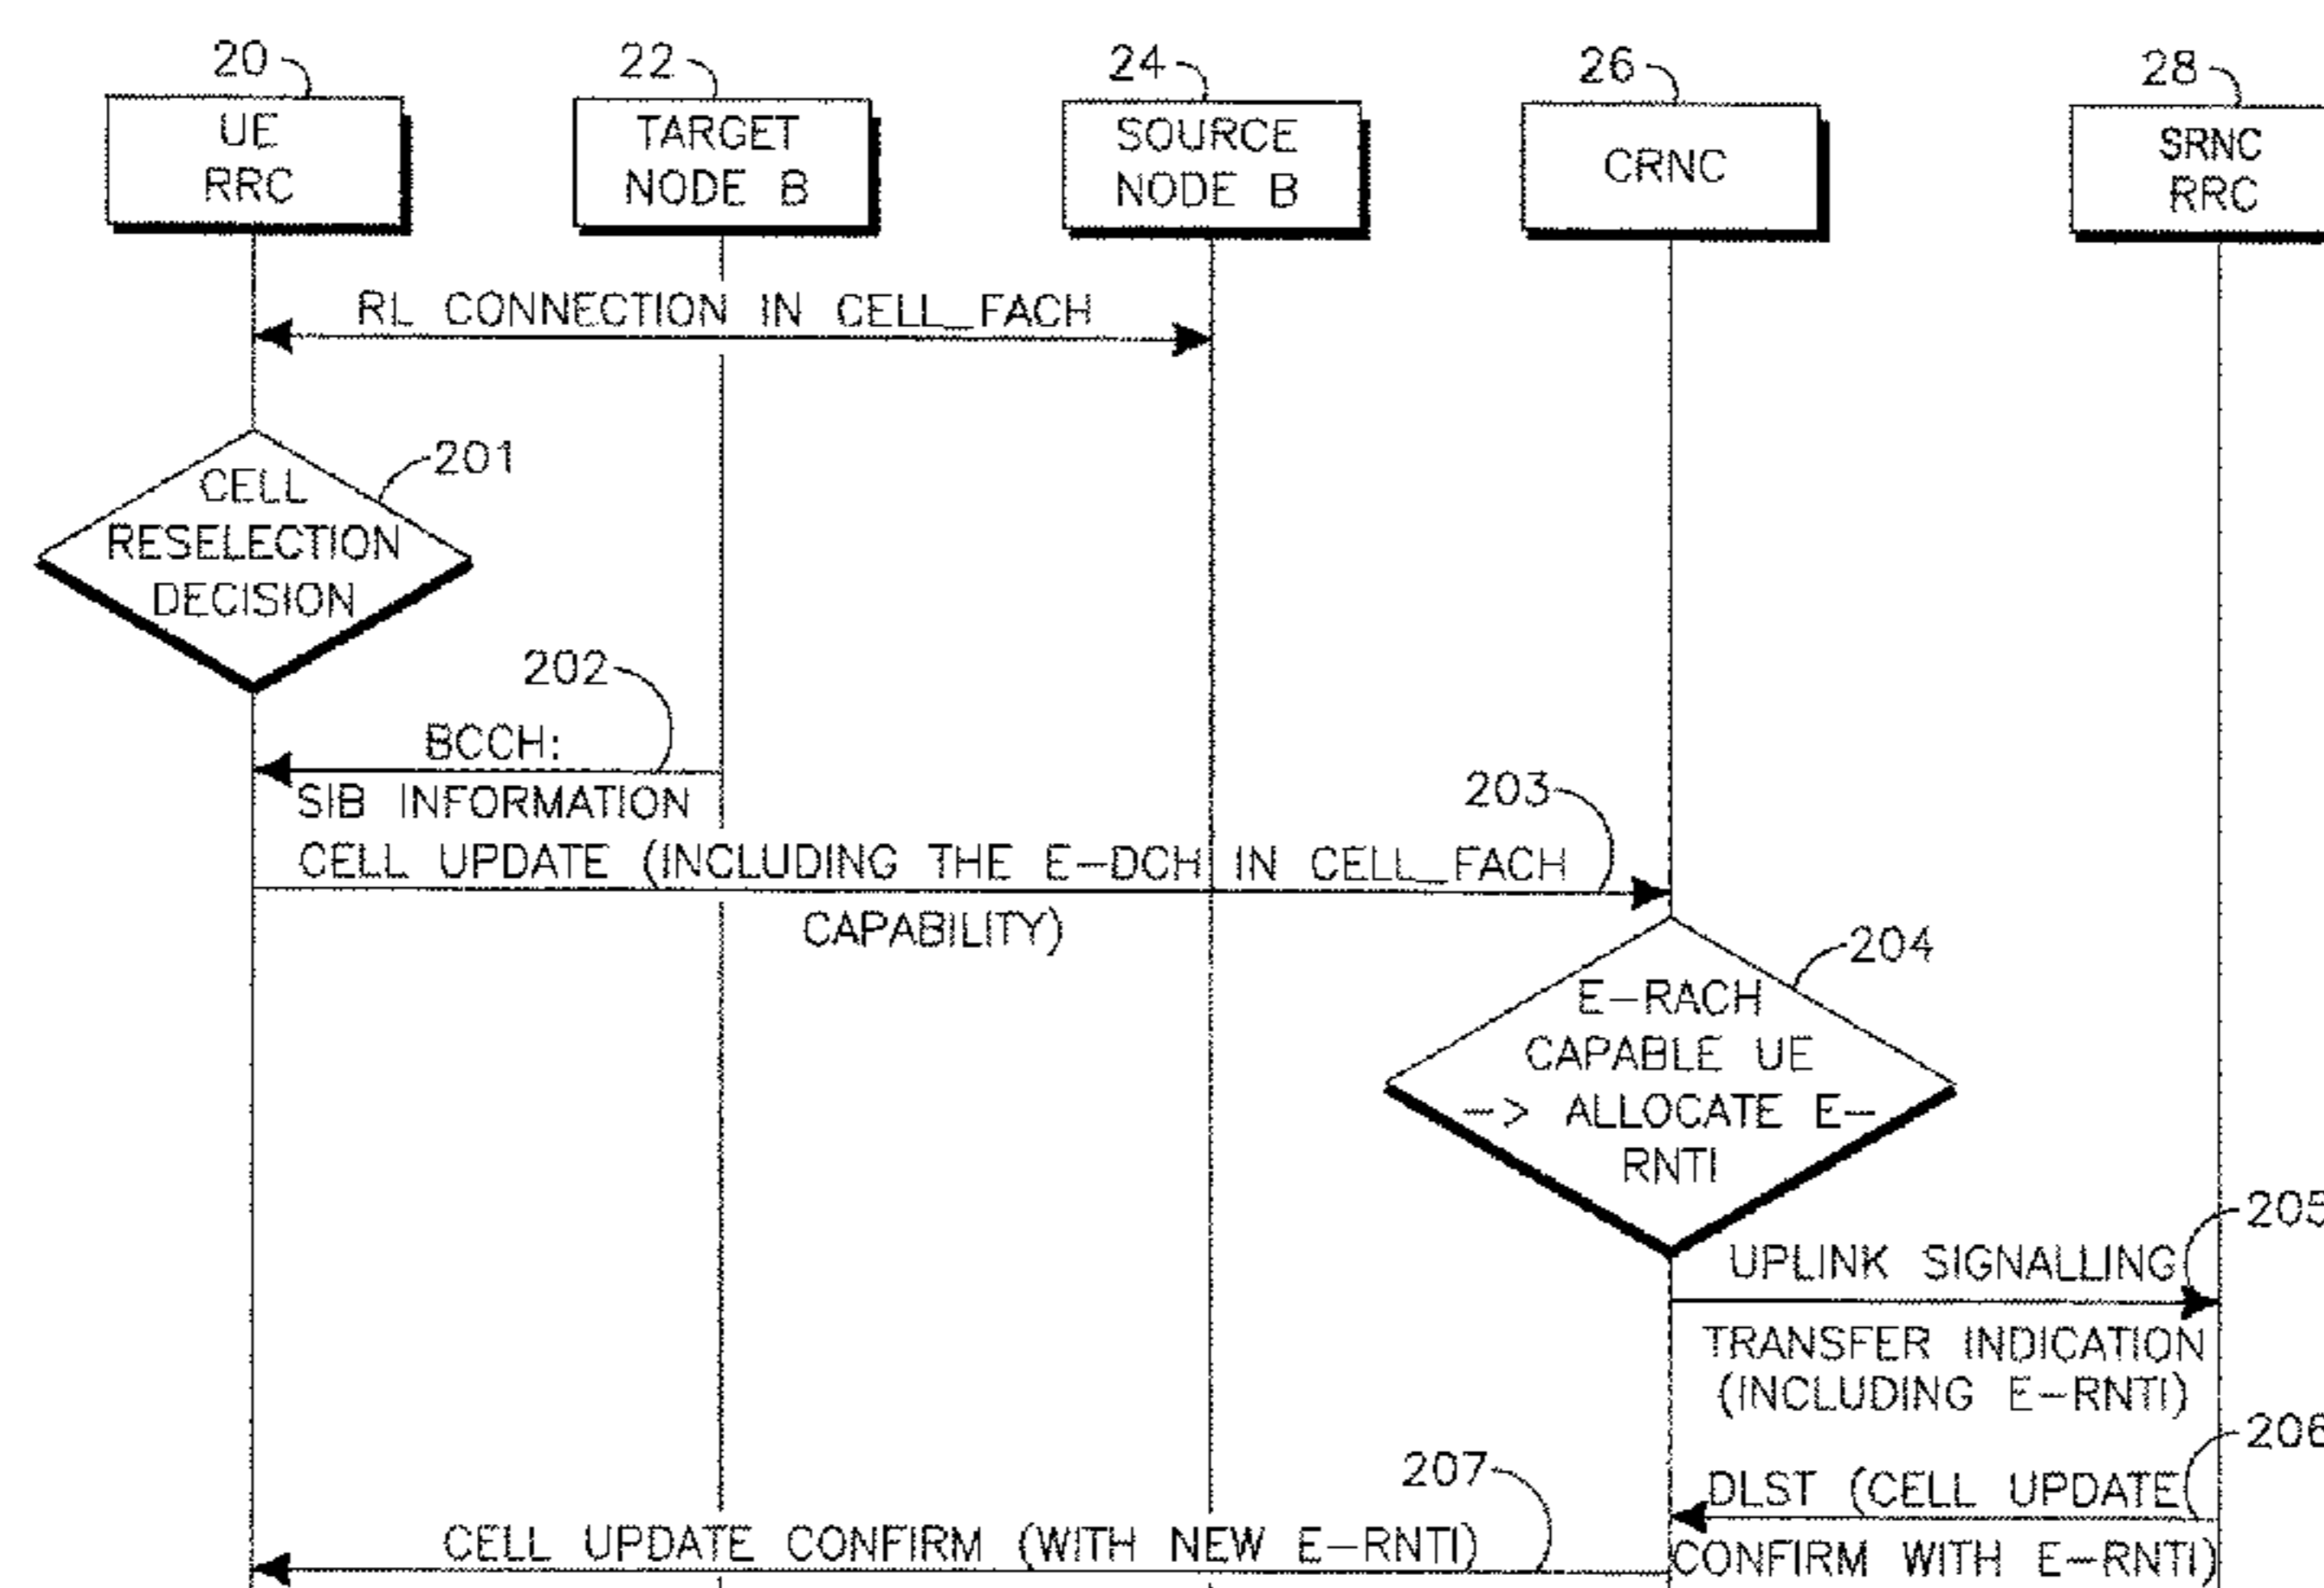 20
22
24
26
28
UE
RRC
TARGET
NODE B
SOURCE
NODE B
CRNC
SRNC
RRC
RL CONNECTION IN CELL_FACH
201
CELL
RESELECTION
DECISION
202
BCCH:
SIB INFORMATION
203
CELL UPDATE (INCLUDING THE E-DCH IN CELL_FACH
CAPABILITY)
204
E-RACH
CAPABLE UE
-> ALLOCATE E-
RNTI
205
UPLINK SIGNALLING
TRANSFER INDICATION
(INCLUDING E-RNTI)
206
DLST (CELL UPDATE
CONFIRM WITH E-RNTI)
207
CELL UPDATE CONFIRM (WITH NEW E-RNTI)